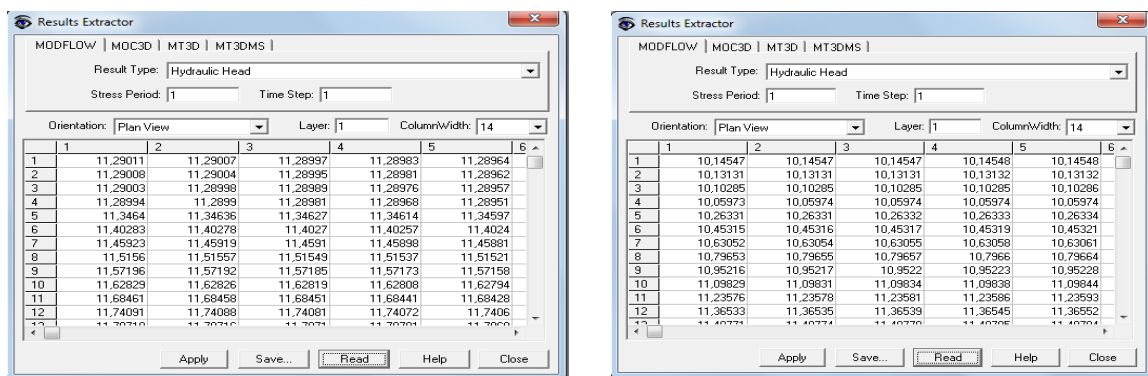 Results Extractor
MODFLOW MOC3D MT3D MT3DMS
Result Type: Hydraulic Head
Stress Period: 1 Time Step: 1
Orientation: Plan View Layer: 1 ColumnWidth: 14
1 2 3 4 5 6
1 11,29011 11,29007 11,28997 11,28983 11,28964
2 11,29008 11,29004 11,28995 11,28981 11,28962
3 11,29003 11,28998 11,28989 11,28976 11,28957
4 11,28994 11,2899 11,28981 11,28968 11,28951
5 11,3464 11,34636 11,34627 11,34614 11,34597
6 11,40283 11,40278 11,4027 11,40257 11,4024
7 11,45923 11,45919 11,4591 11,45898 11,45881
8 11,5156 11,51557 11,51549 11,51537 11,51521
9 11,57196 11,57192 11,57185 11,57173 11,57158
10 11,62829 11,62826 11,62819 11,62808 11,62794
11 11,68461 11,68458 11,68451 11,68441 11,68428
12 11,74091 11,74088 11,74081 11,74072 11,7406
Apply Save... Read Help Close
Results Extractor
MODFLOW MOC3D MT3D MT3DMS
Result Type: Hydraulic Head
Stress Period: 1 Time Step: 1
Orientation: Plan View Layer: 1 ColumnWidth: 14
1 2 3 4 5 6
1 10,14547 10,14547 10,14547 10,14548 10,14548
2 10,13131 10,13131 10,13131 10,13132 10,13132
3 10,10285 10,10285 10,10285 10,10285 10,10286
4 10,05973 10,05974 10,05974 10,05974 10,05974
5 10,26331 10,26331 10,26332 10,26333 10,26334
6 10,45315 10,45316 10,45317 10,45319 10,45321
7 10,63052 10,63054 10,63055 10,63058 10,63061
8 10,79653 10,79655 10,79657 10,7966 10,79664
9 10,95216 10,95217 10,9522 10,95223 10,95228
10 11,09829 11,09831 11,09834 11,09838 11,09844
11 11,23576 11,23578 11,23581 11,23586 11,23593
12 11,36533 11,36535 11,36539 11,36545 11,36552
Apply Save... Read Help Close